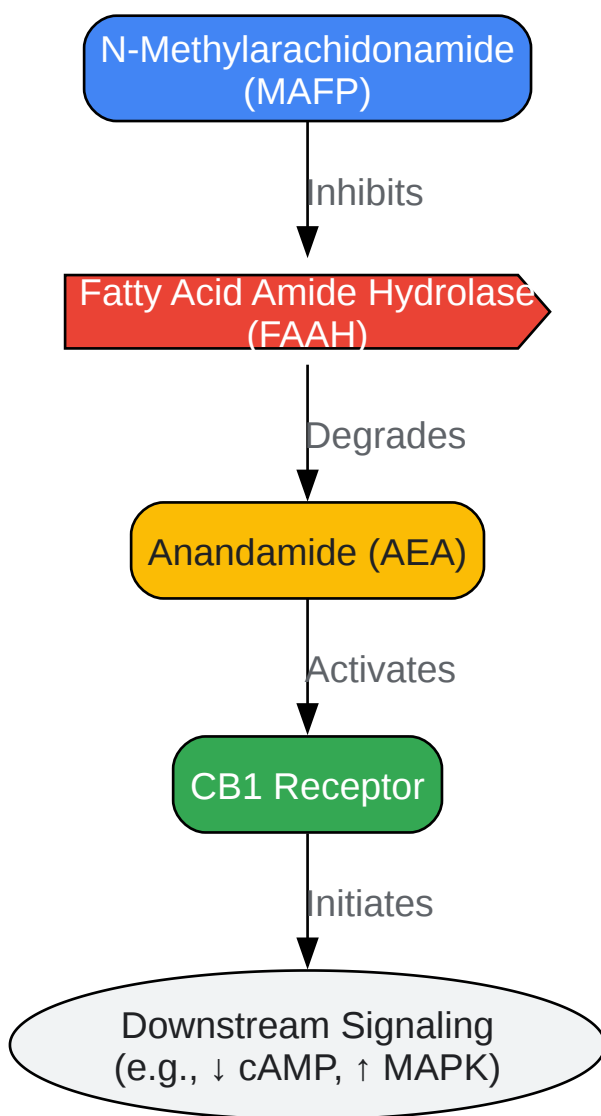 N-Methylarachidonamide
(MAFP)
Inhibits
Fatty Acid Amide Hydrolase
(FAAH)
Degrades
Anandamide (AEA)
Activates
CB1 Receptor
Initiates
Downstream Signaling
(e.g., ↓ cAMP, ↑ MAPK)